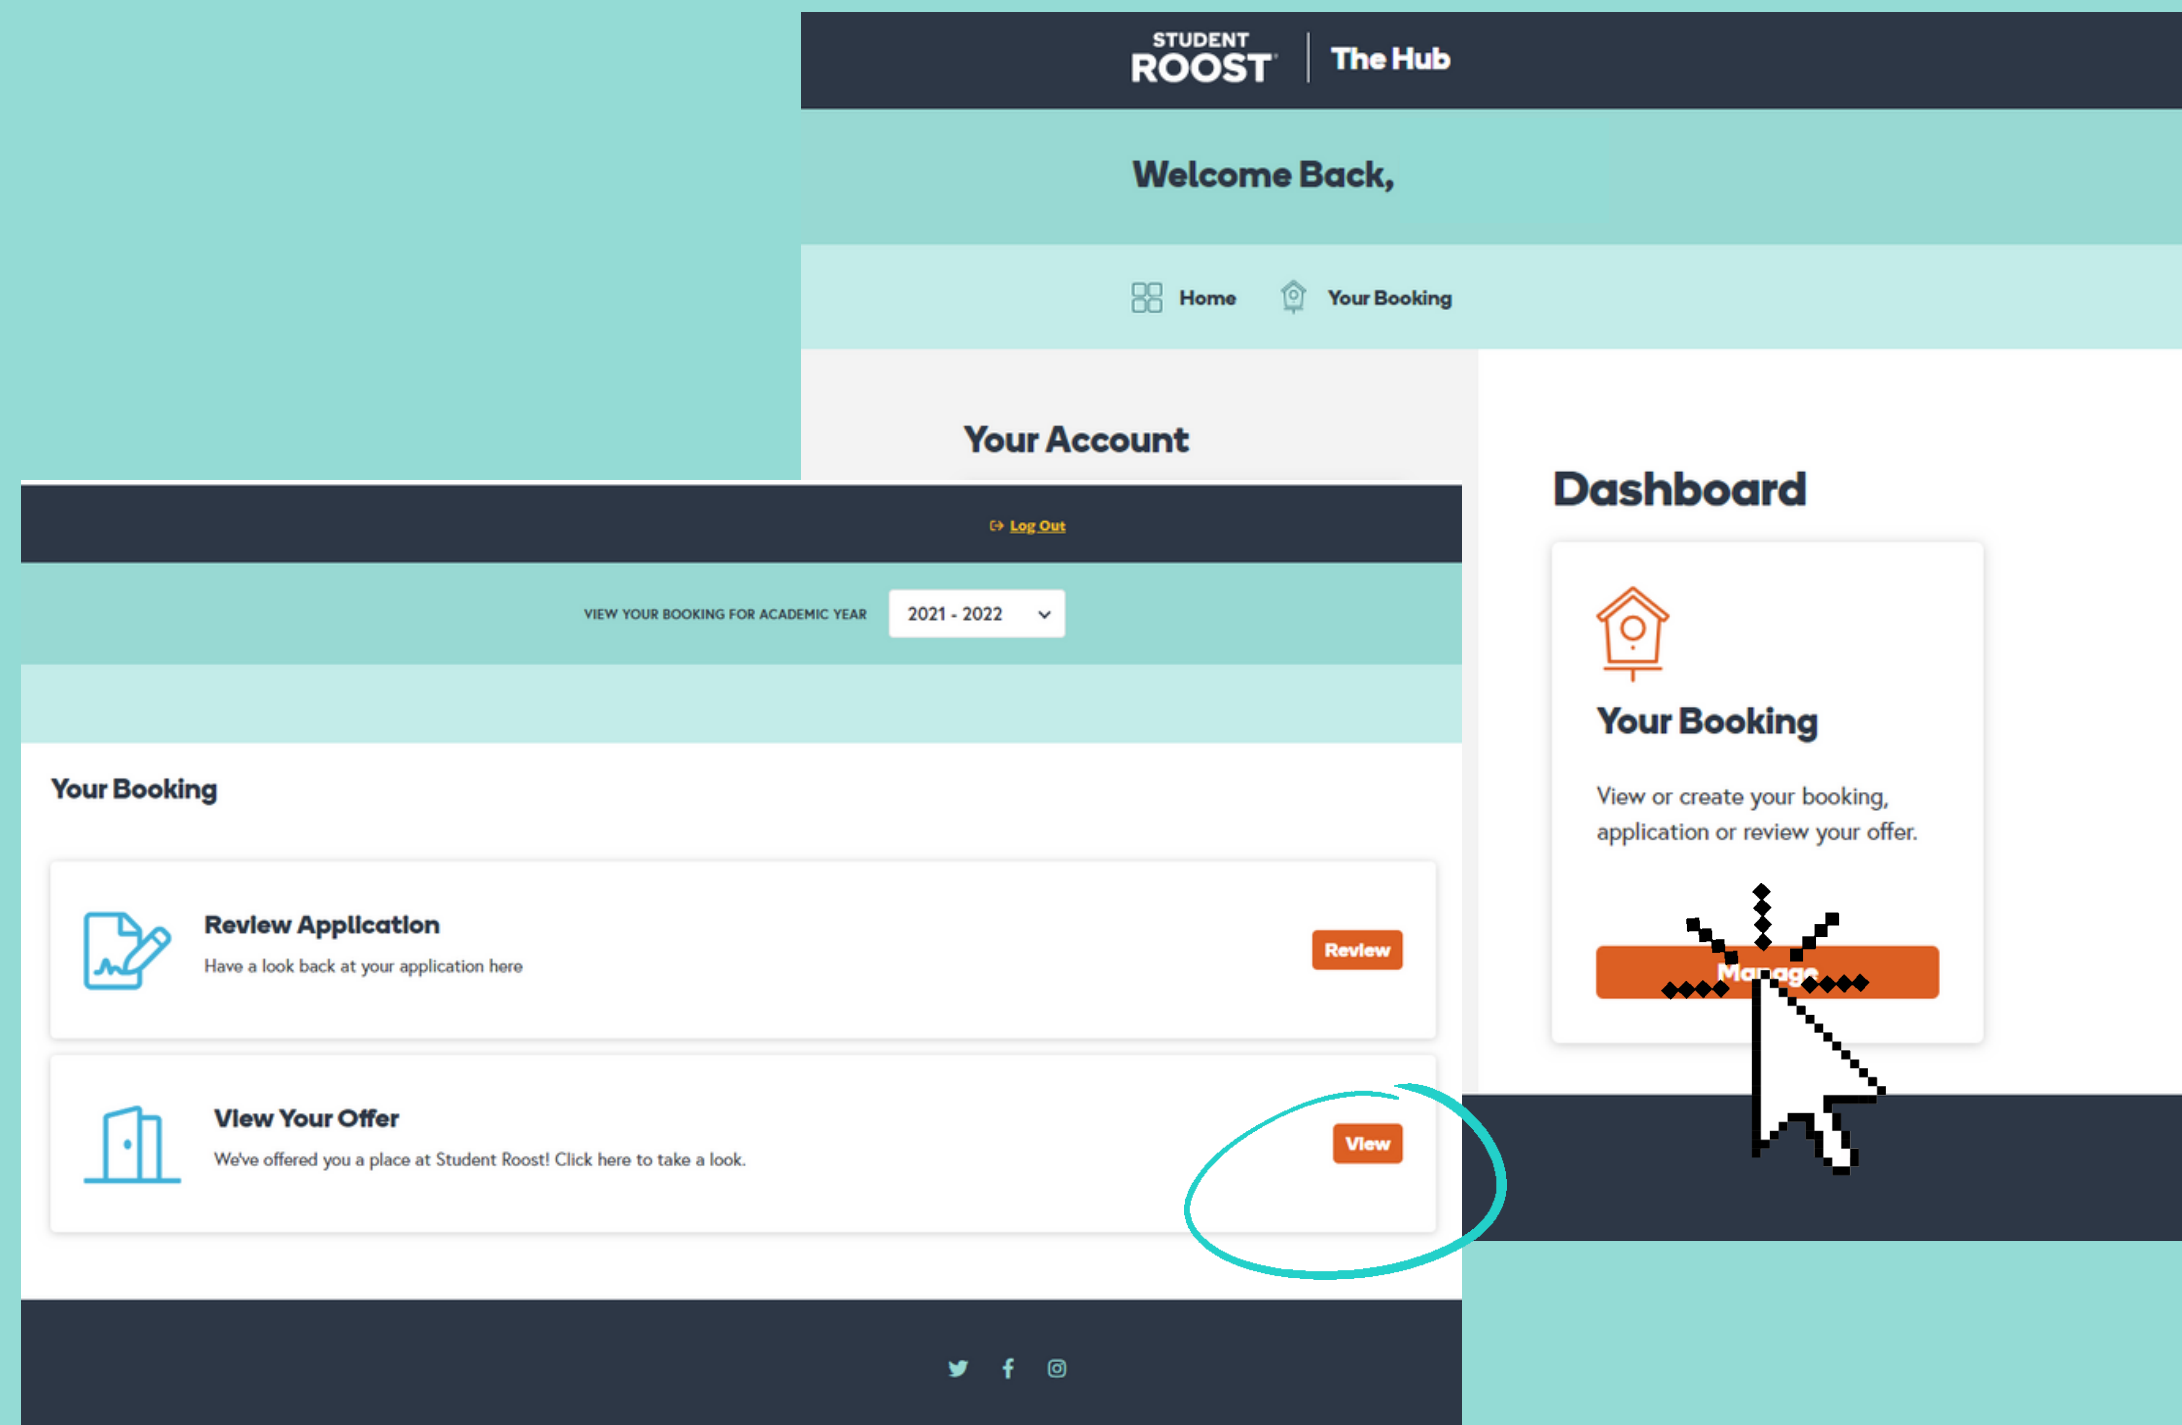 STUDENT
ROOST
The Hub
Welcome Back,
Home
Your Booking
Your Account
Dashboard
Your Booking
View or create your booking,
application or review your offer.
Manage
Log Out
VIEW YOUR BOOKING FOR ACADEMIC YEAR
2021 - 2022
Your Booking
Review Application
Have a look back at your application here
Review
View Your Offer
We've offered you a place at Student Roost! Click here to take a look.
View